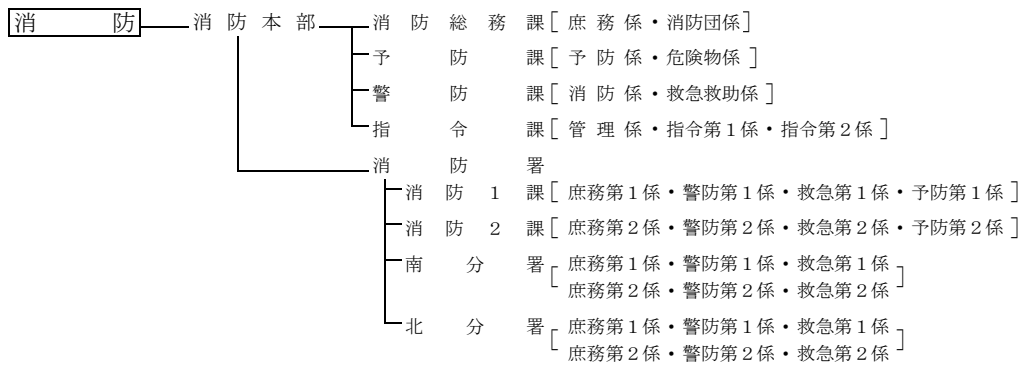 消防 消防本部 消防総務課［庶務係・消防団係］
予防課［予防係・危険物係］
警防課［消防係・救急救助係］
指令課［管理係・指令第１係・指令第２係］
消防署
消防１課［庶務第１係・警防第１係・救急第１係・予防第１係］
消防２課［庶務第２係・警防第２係・救急第２係・予防第２係］
南分署［庶務第１係・警防第１係・救急第１係
庶務第２係・警防第２係・救急第２係］
北分署［庶務第１係・警防第１係・救急第１係
庶務第２係・警防第２係・救急第２係］